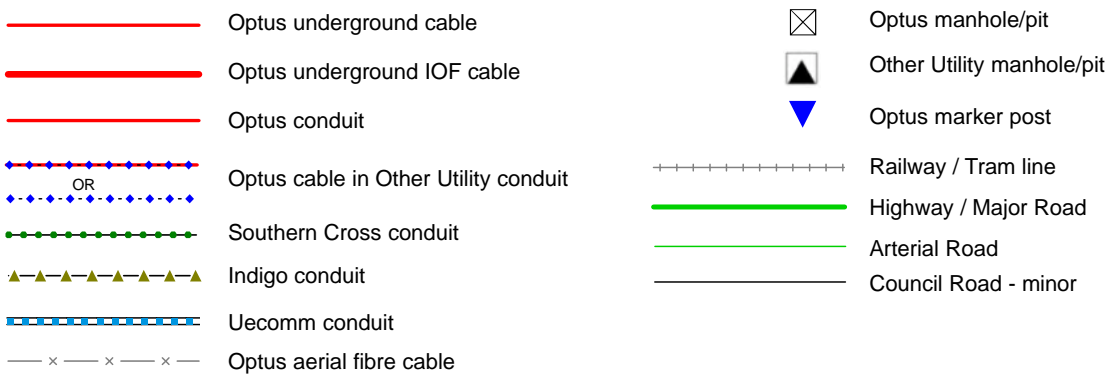 Optus underground cable
Optus underground IOF cable
Optus conduit
OR
Optus cable in Other Utility conduit
Southern Cross conduit
Indigo conduit
Uecomm conduit
Optus aerial fibre cable
Optus manhole/pit
Other Utility manhole/pit
Optus marker post
Railway / Tram line
Highway / Major Road
Arterial Road
Council Road - minor